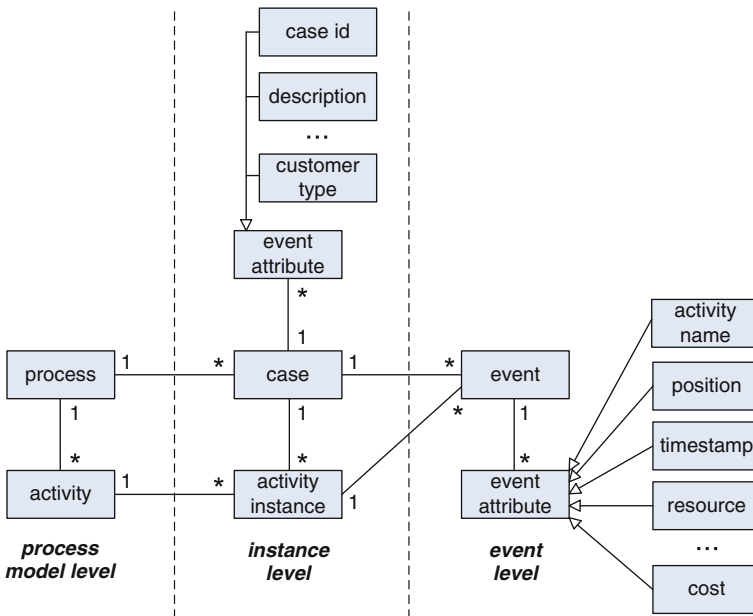 case id
description
...
customer
type
event
attribute
*
1
process
1
*
case
1
*
event
1
1
*
1
*
*
1
*
activity
1
*
activity
instance
1
event
attribute
activity
name
position
timestamp
resource
...
cost
process
model level
instance
level
event
level